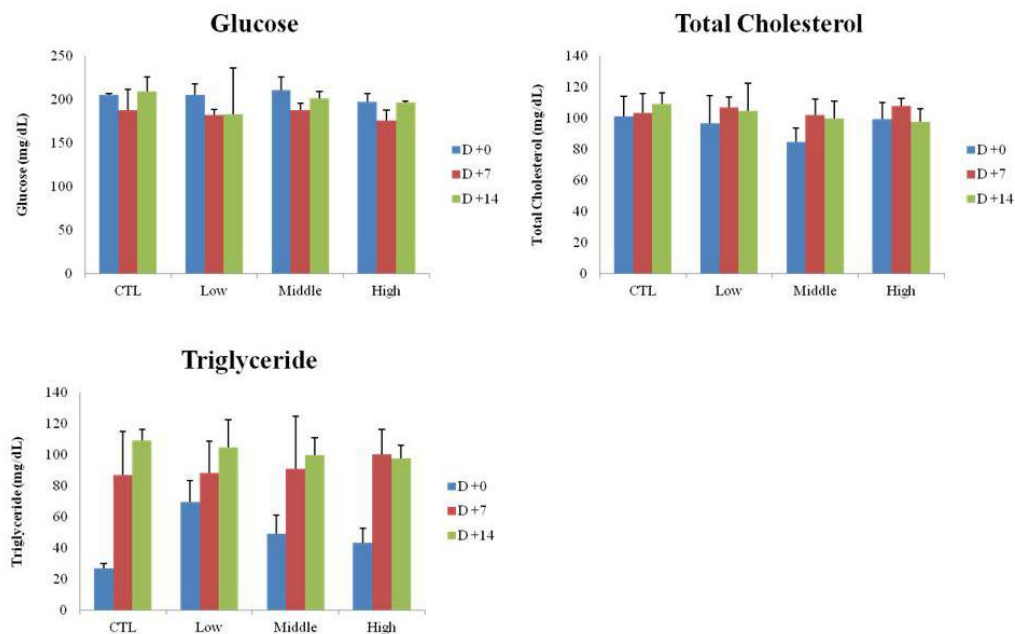 Glucose
Glucose (mg/dL)
250
200
150
100
50
0
CTL
Low
Middle
High
D +0
D +7
D +14
Total Cholesterol
Total Cholesterol (mg/dL)
140
120
100
80
60
40
20
0
CTL
Low
Middle
High
D +0
D +7
D +14
Triglyceride
Triglyceride (mg/dL)
140
120
100
80
60
40
20
0
CTL
Low
Middle
High
D +0
D +7
D +14